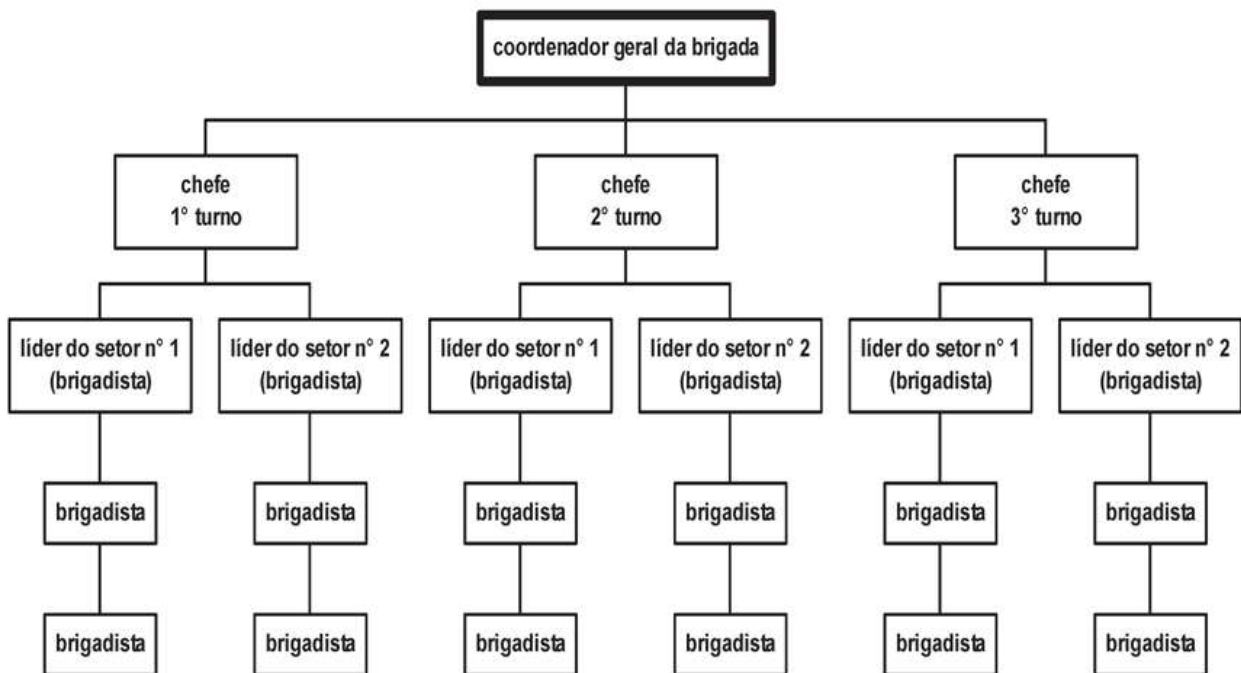 coordenador geral da brigada
chefe
1° turno
chefe
2° turno
chefe
3° turno
líder do setor n° 1
(brigadista)
líder do setor n° 2
(brigadista)
líder do setor n° 1
(brigadista)
líder do setor n° 2
(brigadista)
líder do setor n° 1
(brigadista)
líder do setor n° 2
(brigadista)
brigadista
brigadista
brigadista
brigadista
brigadista
brigadista
brigadista
brigadista
brigadista
brigadista
brigadista
brigadista